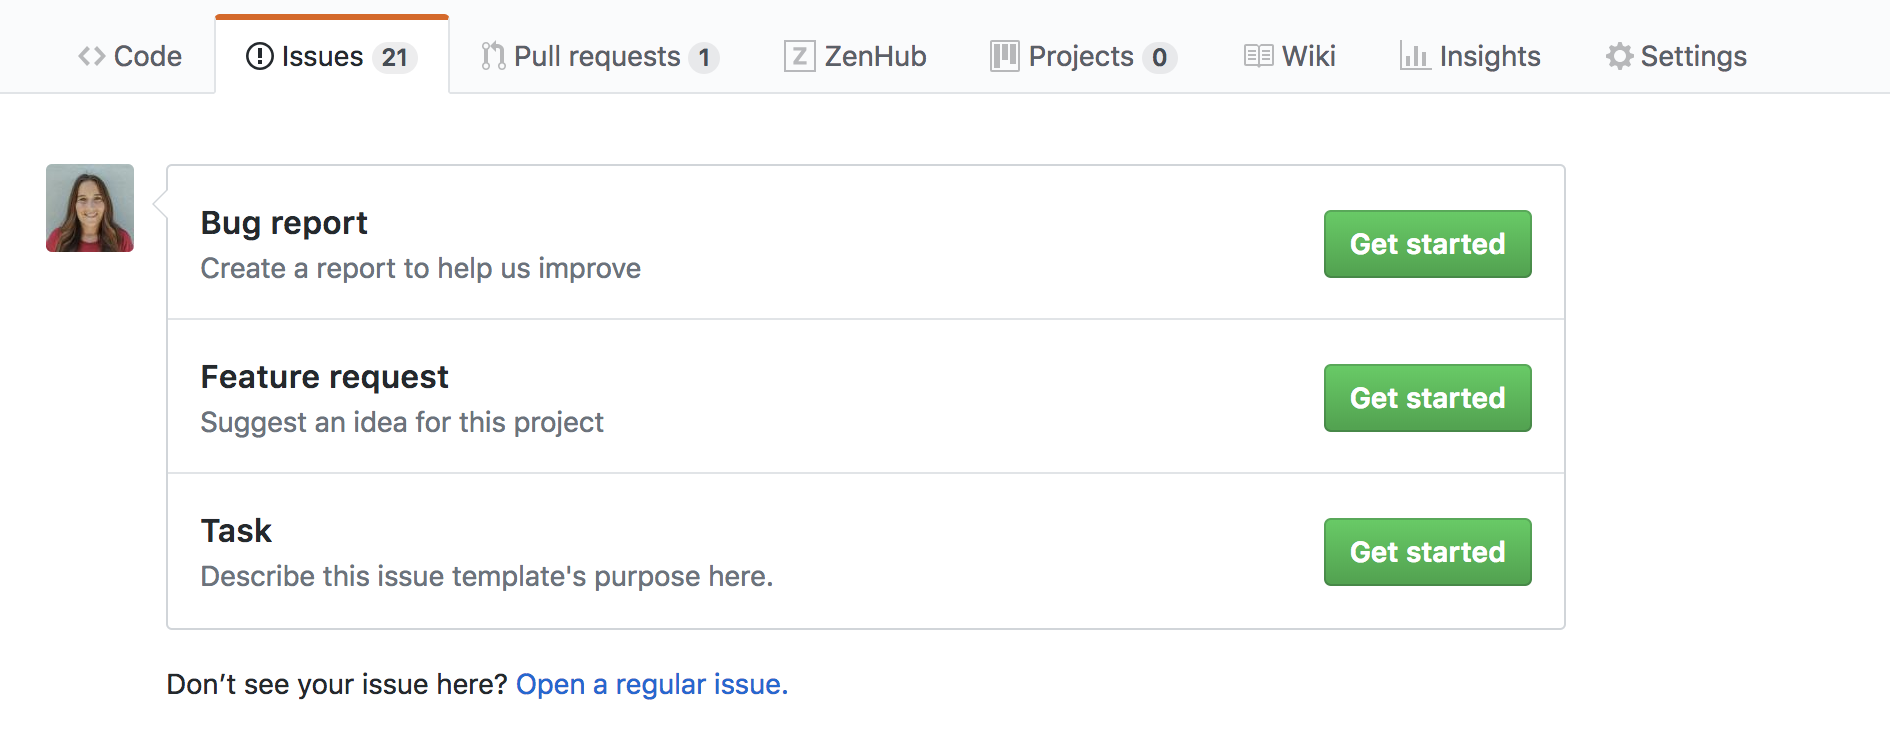 Code Issues 21 Pull requests 1 Z ZenHub Projects 0 Wiki Insights Settings
Bug report
Create a report to help us improve
Get started
Feature request
Suggest an idea for this project
Get started
Task
Describe this issue template's purpose here.
Get started
Don’t see your issue here? Open a regular issue.